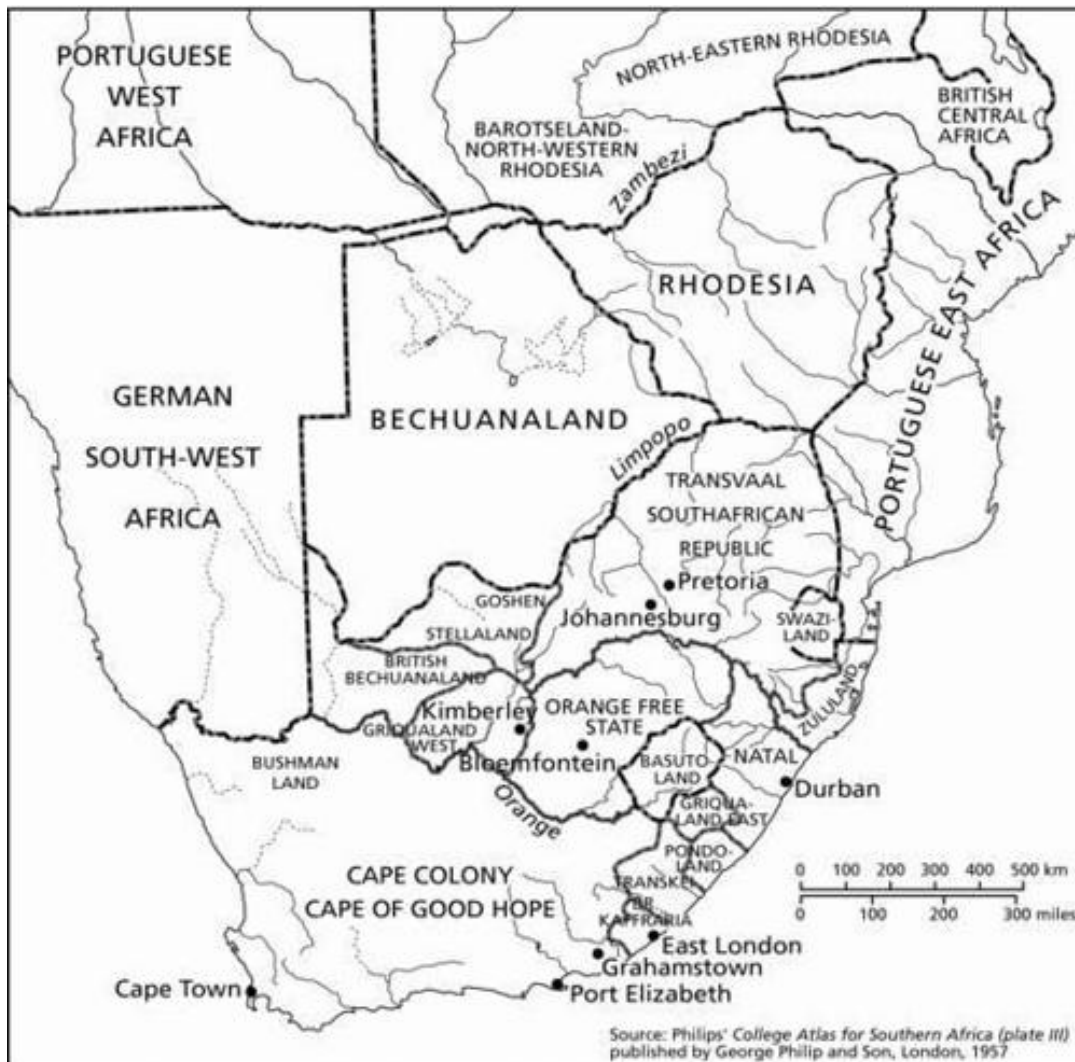 PORTUGUESE
WEST
AFRICA
NORTH-EASTERN RHODESIA
BRITISH
CENTRAL
AFRICA
BAROTSELAND-
NORTH-WESTERN
RHODESIA
Zambezi
RHODESIA
PORTUGUESE EAST AFRICA
GERMAN
SOUTH-WEST
AFRICA
BECHUANALAND
Limpopo
TRANSVAAL
SOUTHAFRICAN
REPUBLIC
Pretoria
Johannesburg
GOSHEN
STELLALAND
SWAZI-
LAND
BRITISH
BECHUANALAND
ZULULAND
Kimberley
GRIQUALAND
WEST
ORANGE FREE
STATE
Bloemfontein
BASUTO-
LAND
NATAL
Durban
BUSHMAN
LAND
Orange
GRIQUA-
LAND EAST
PONDO-
LAND
TRANSKEI
BR.
KAFFRARIA
CAPE COLONY
CAPE OF GOOD HOPE
0 100 200 300 400 500 km
0 100 200 300 miles
East London
Grahamstown
Port Elizabeth
Cape Town
Source: Philips' College Atlas for Southern Africa (plate III)
published by George Philip and Son, London, 1957